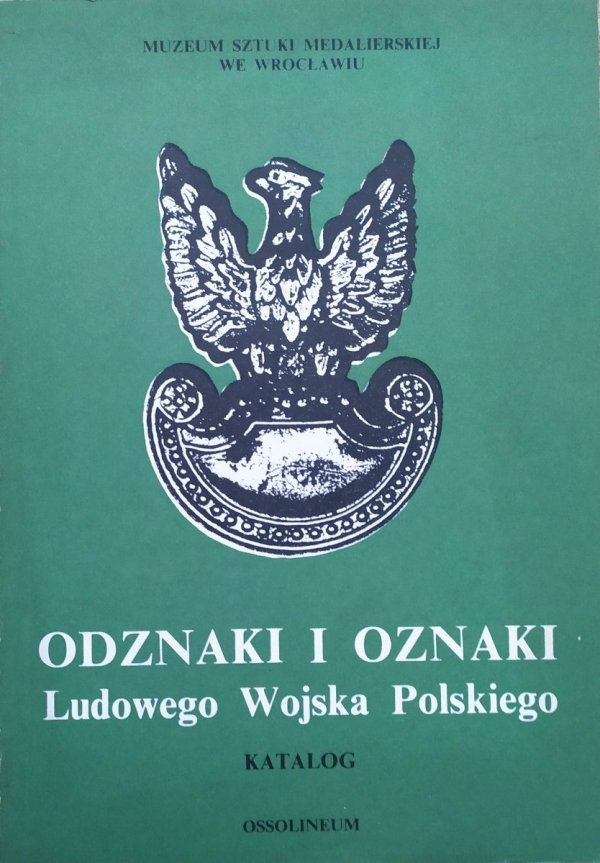 MUZEUM SZTUKI MEDALIERSKIEJ
WE WROCŁAWIU
ODZNAKI I OZNAKI
Ludowego Wojska Polskiego
KATALOG
OSSOLINEUM